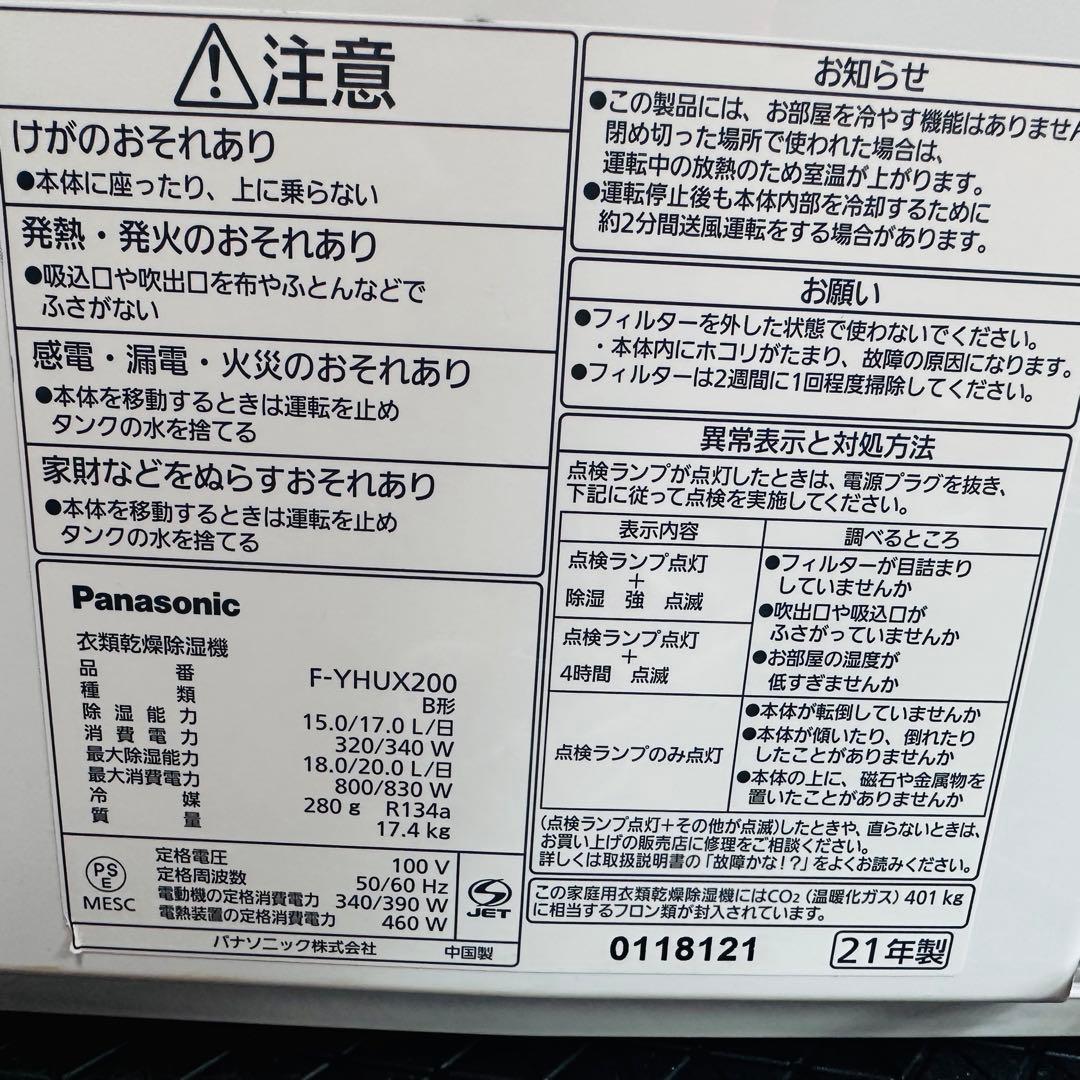 注意
けがのおそれあり
●本体に座ったり、上に乗らない
発熱・発火のおそれあり
●吸込口や吹出口を布やふとんなどで
ふさがない
感電・漏電・火災のおそれあり
●本体を移動するときは運転を止め
タンクの水を捨てる
家財などをぬらすおそれあり
●本体を移動するときは運転を止め
タンクの水を捨てる
Panasonic
衣類乾燥除湿機
品番 F-YHUX200
種類 B形
除湿能力 15.0/17.0 L/日
消費電力 320/340 W
最大除湿能力 18.0/20.0 L/日
最大消費電力 800/830 W
冷媒 280 g R134a
質量 17.4 kg
PS
E
MESC
定格電圧 100 V
定格周波数 50/60 Hz
電動機の定格消費電力 340/390 W
電熱装置の定格消費電力 460 W
JET
パナソニック株式会社 中国製
お知らせ
●この製品には、お部屋を冷やす機能はありません
閉め切った場所で使われた場合は、
運転中の放熱のため室温が上がります。
●運転停止後も本体内部を冷却するために
約2分間送風運転をする場合があります。
お願い
●フィルターを外した状態で使わないでください。
・本体内にホコリがたまり、故障の原因になります。
●フィルターは2週間に1回程度掃除してください。
異常表示と対処方法
点検ランプが点灯したときは、電源プラグを抜き、
下記に従って点検を実施してください。
表示内容 調べるところ
点検ランプ点灯
+
除湿 強 点滅
点検ランプ点灯
+
4時間 点滅
●フィルターが目詰まり
していませんか
●吹出口や吸込口が
ふさがっていませんか
●お部屋の湿度が
低すぎませんか
点検ランプのみ点灯
●本体が転倒していませんか
●本体が傾いたり、倒れたり
したことがありませんか
●本体の上に、磁石や金属物を
置いたことがありませんか
(点検ランプ点灯+その他が点滅)したときや、直らないときは、
お買い上げの販売店に修理をご相談ください。
詳しくは取扱説明書の「故障かな!?」をよくお読みください。
この家庭用衣類乾燥除湿機にはCO2(温暖化ガス)401 kg
に相当するフロン類が封入されています。
0118121 21年製